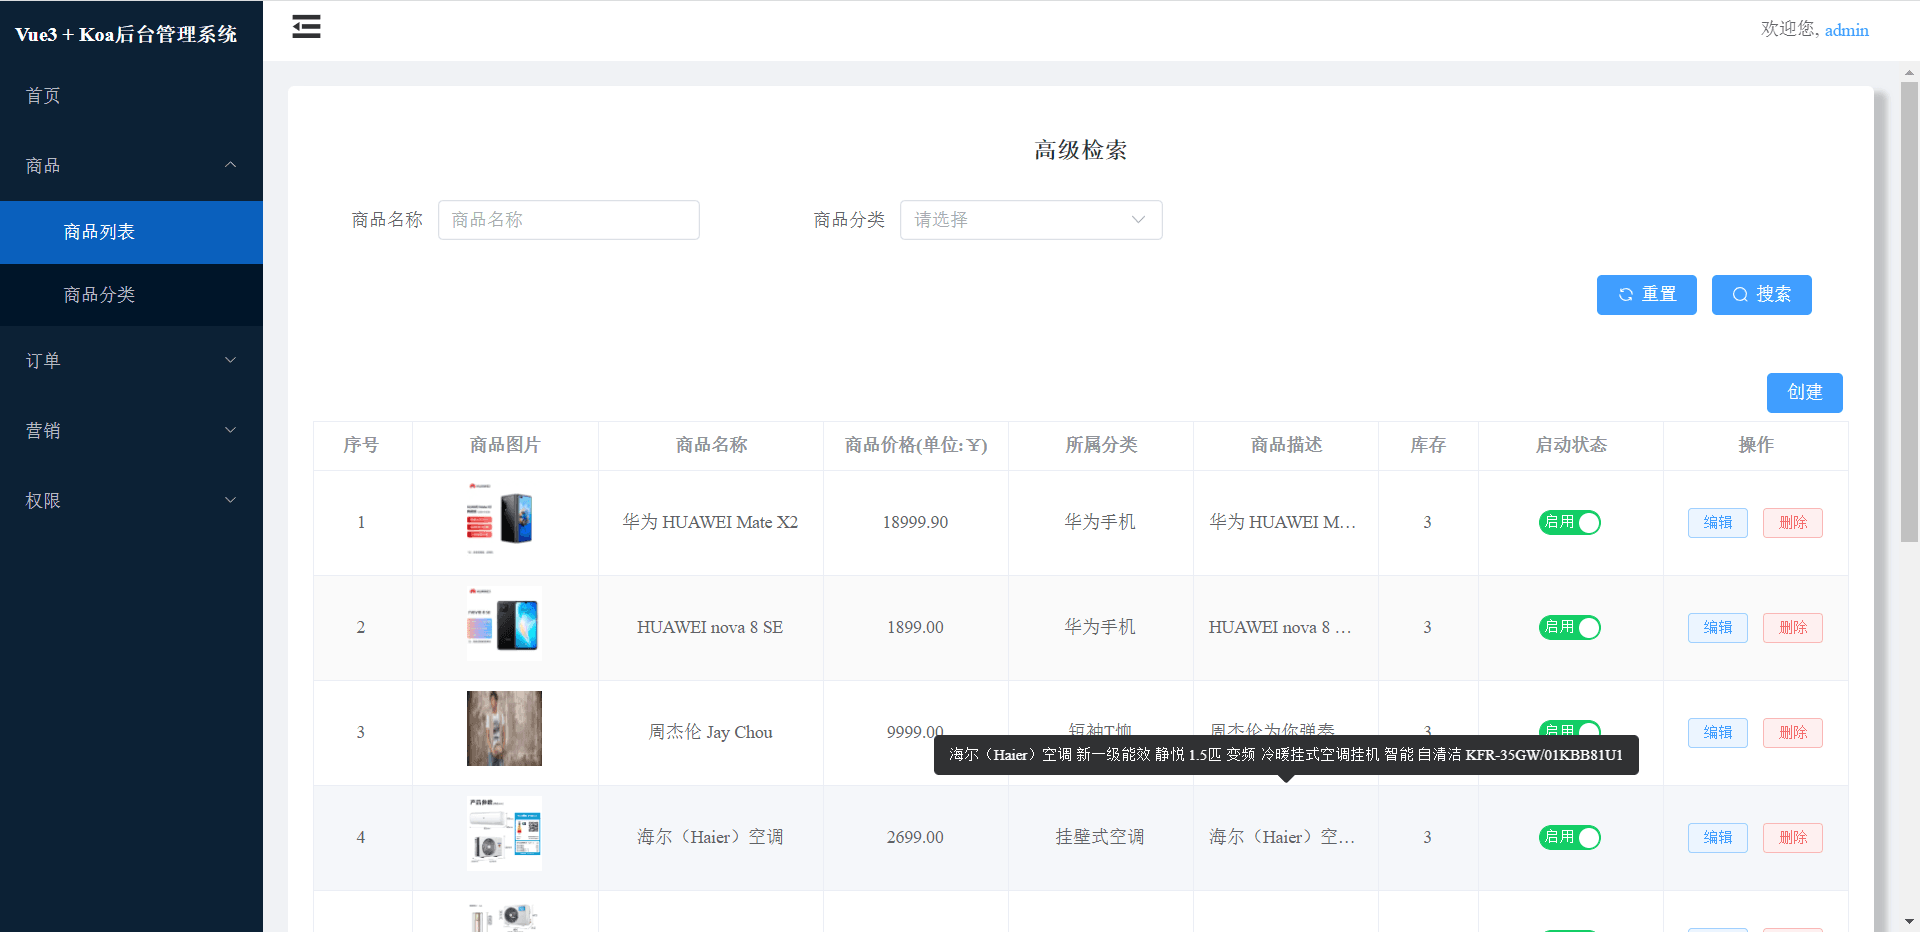 Vue3 + Koa后台管理系统
欢迎您, admin
首页
商品
商品列表
商品分类
订单
营销
权限
高级检索
商品名称 商品名称 商品分类 请选择
重置 搜索
创建
序号 商品图片 商品名称 商品价格(单位:￥) 所属分类 商品描述 库存 启动状态 操作
1 华为 HUAWEI Mate X2 18999.90 华为手机 华为 HUAWEI M... 3 启用 编辑 删除
2 HUAWEI nova 8 SE 1899.00 华为手机 HUAWEI nova 8 ... 3 启用 编辑 删除
3 周杰伦 Jay Chou 9999.00 短袖T恤 周杰伦为你弹奏 3 启用 编辑 删除
海尔（Haier）空调 新一级能效 静悦 1.5匹 变频 冷暖挂式空调挂机 智能 自清洁 KFR-35GW/01KBB81U1
4 海尔（Haier）空调 2699.00 挂壁式空调 海尔（Haier）空... 3 启用 编辑 删除